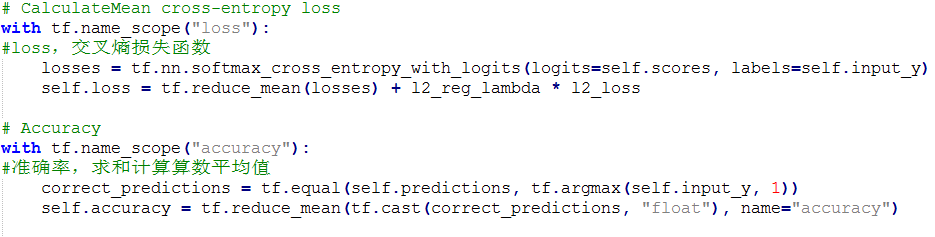 # CalculateMean cross-entropy loss
with tf.name_scope("loss"):
#loss，交叉熵损失函数
    losses = tf.nn.softmax_cross_entropy_with_logits(logits=self.scores, labels=self.input_y)
    self.loss = tf.reduce_mean(losses) + l2_reg_lambda * l2_loss
# Accuracy
with tf.name_scope("accuracy"):
#准确率，求和计算算数平均值
    correct_predictions = tf.equal(self.predictions, tf.argmax(self.input_y, 1))
    self.accuracy = tf.reduce_mean(tf.cast(correct_predictions, "float"), name="accuracy")